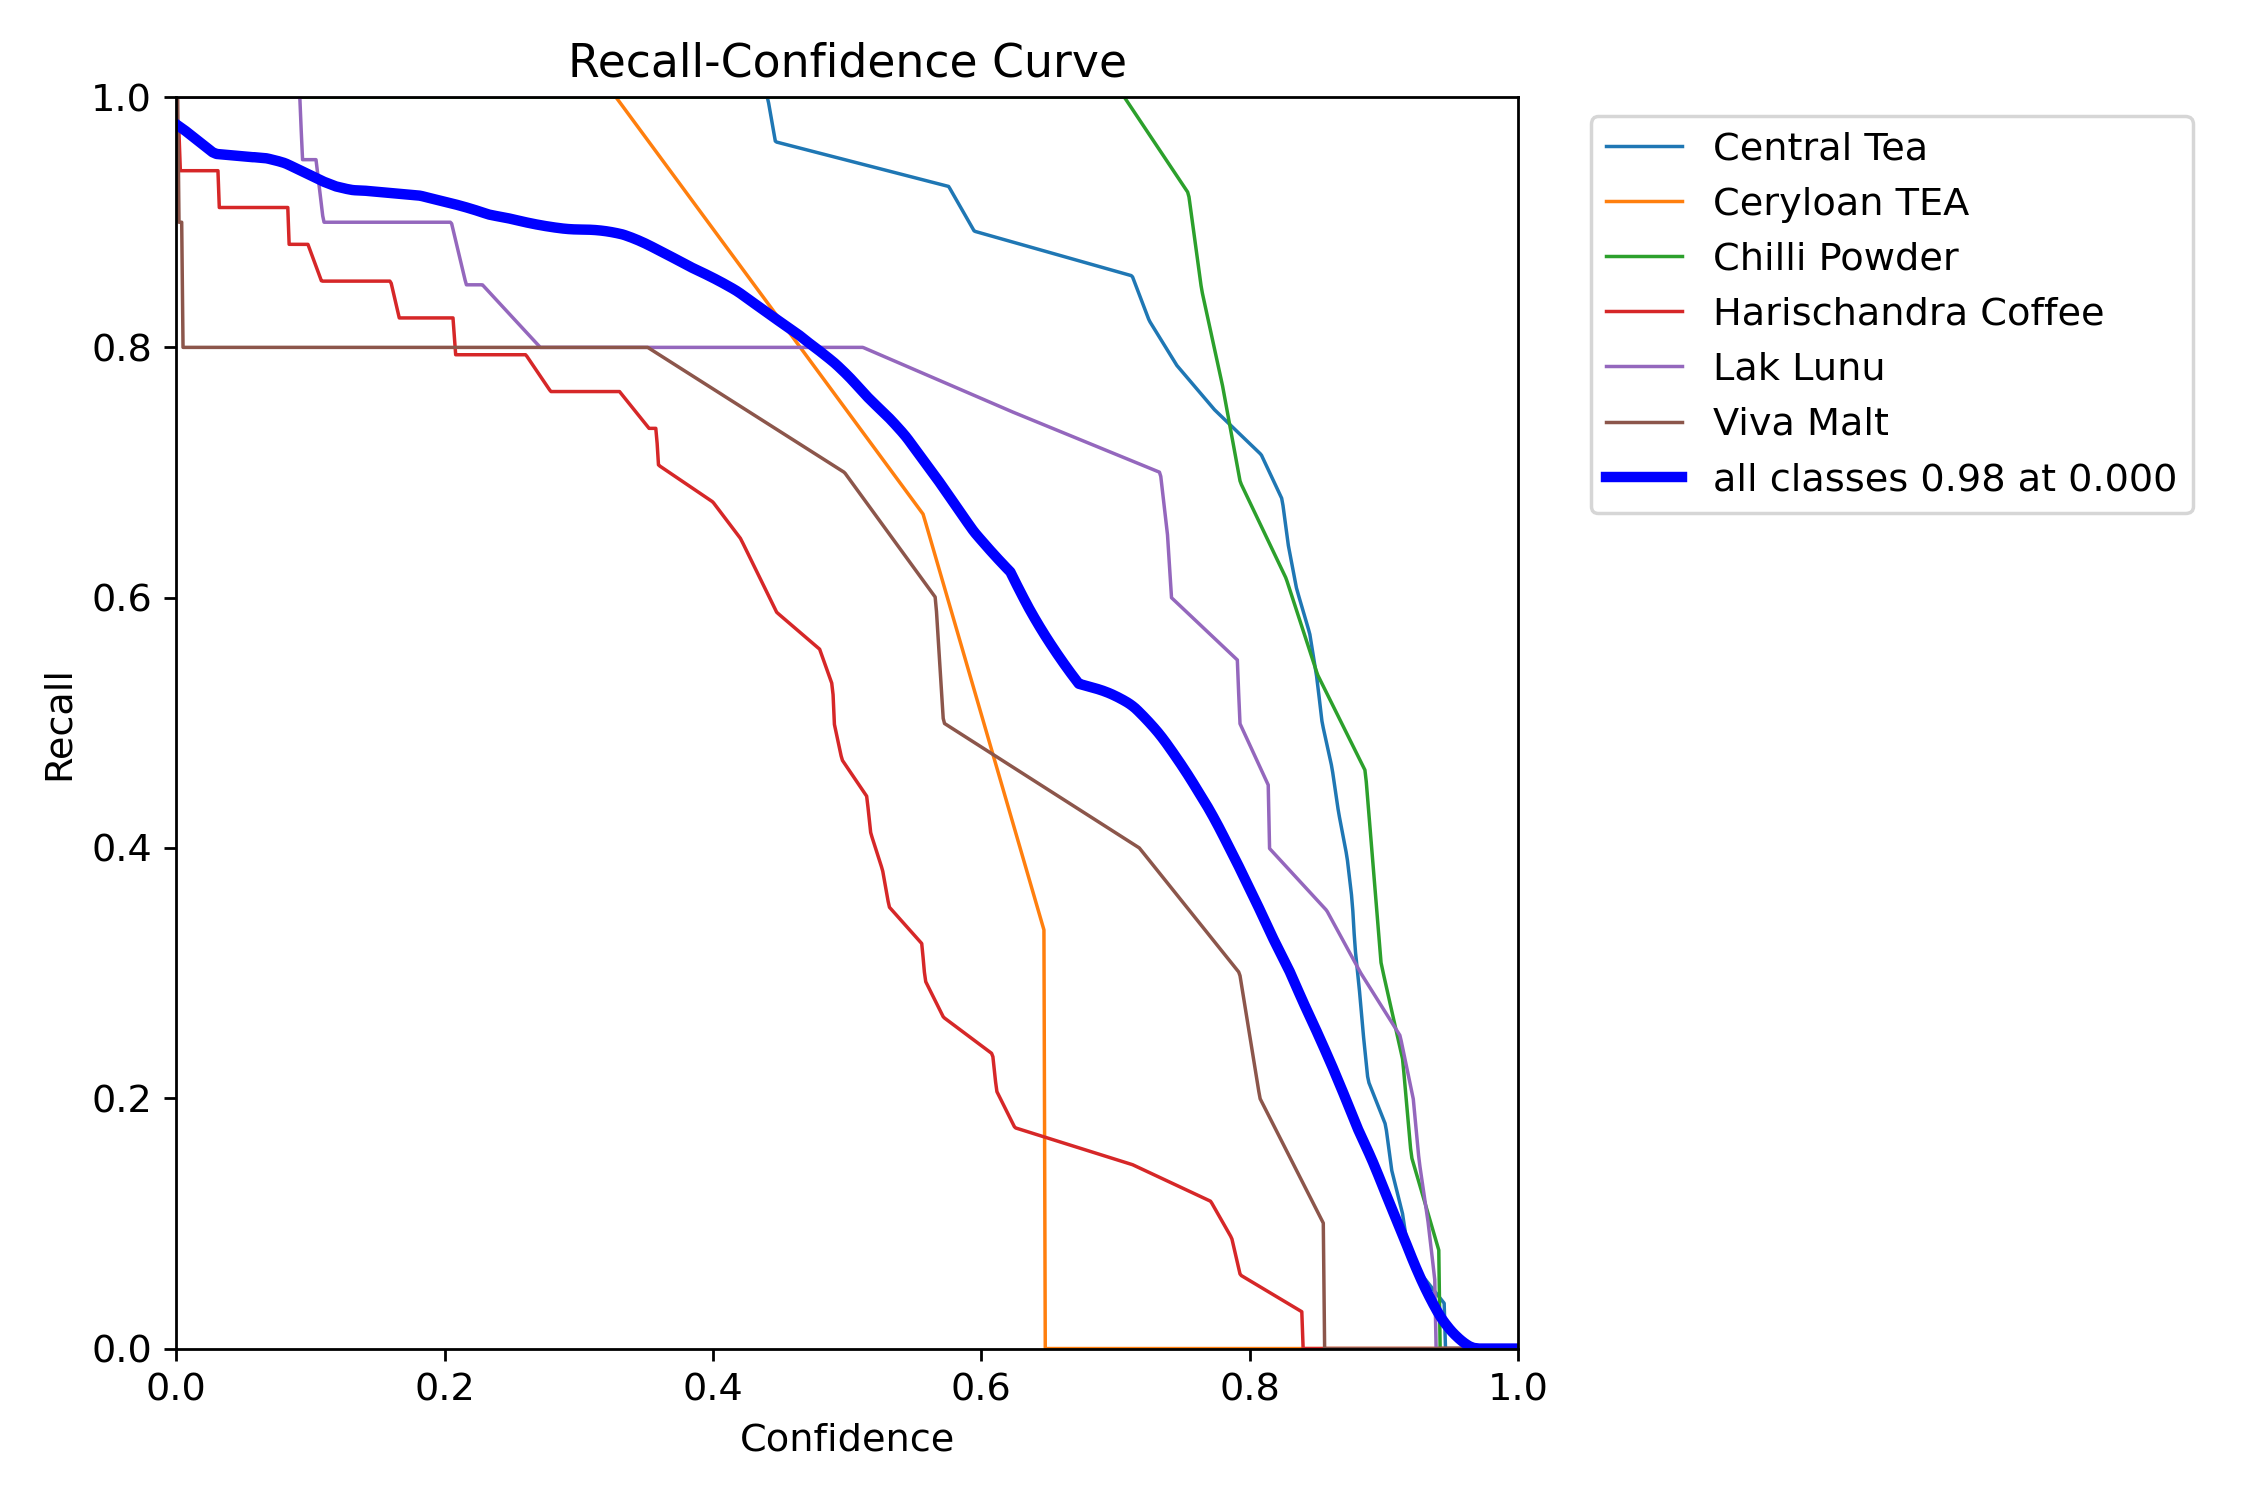 Recall-Confidence Curve
1.0
0.8
0.6
0.4
0.2
0.0
Recall
0.0 0.2 0.4 0.6 0.8 1.0
Confidence
Central Tea
Ceryloan TEA
Chilli Powder
Harischandra Coffee
Lak Lunu
Viva Malt
all classes 0.98 at 0.000